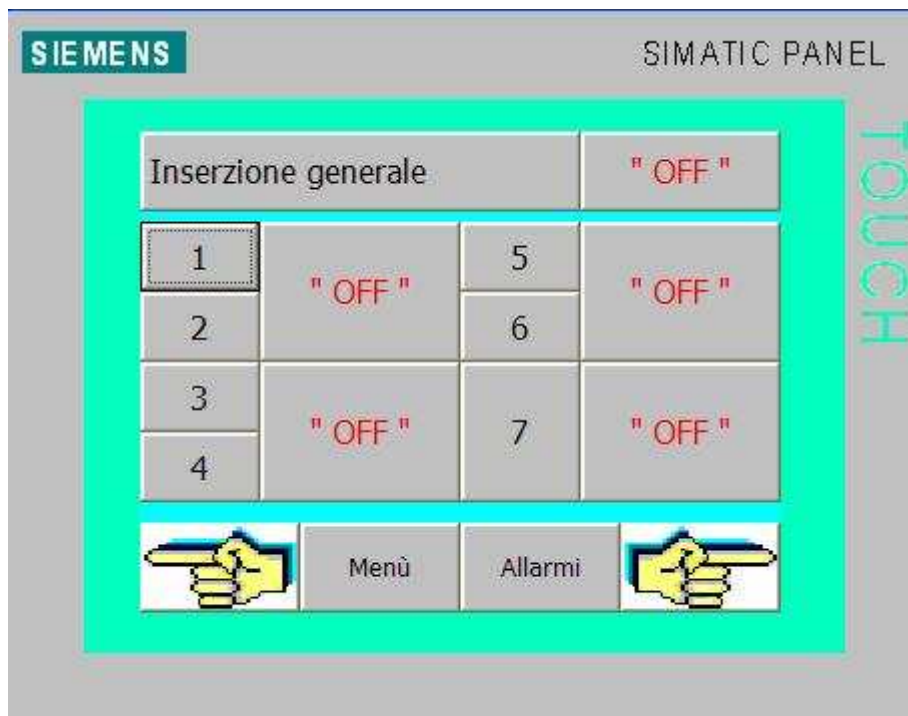 SIEMENS
SIMATIC PANEL
TOUCH
Inserzione generale " OFF "
1 " OFF " 5 " OFF "
2 6
3 " OFF " 7 " OFF "
4
Menù Allarmi